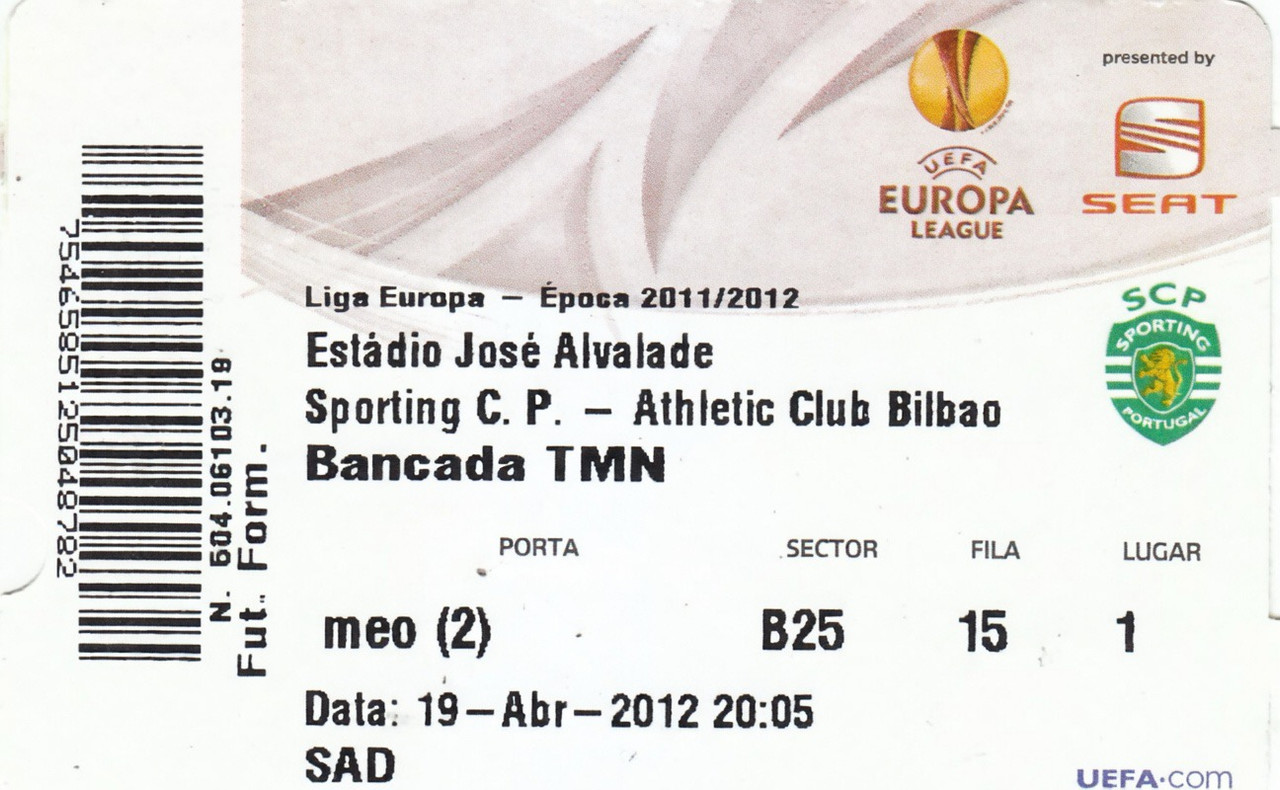 presented by
UEFA
EUROPA
LEAGUE
SEAT
Liga Europa – Época 2011/2012
Estádio José Alvalade
Sporting C. P. – Athletic Club Bilbao
Bancada TMN
SCP
SPORTING
PORTUGAL
PORTA SECTOR FILA LUGAR
meo (2) B25 15 1
Data: 19–Abr–2012 20:05
SAD
UEFA.com
754658512504878782
N. 604.06103.19
Fut. Form.